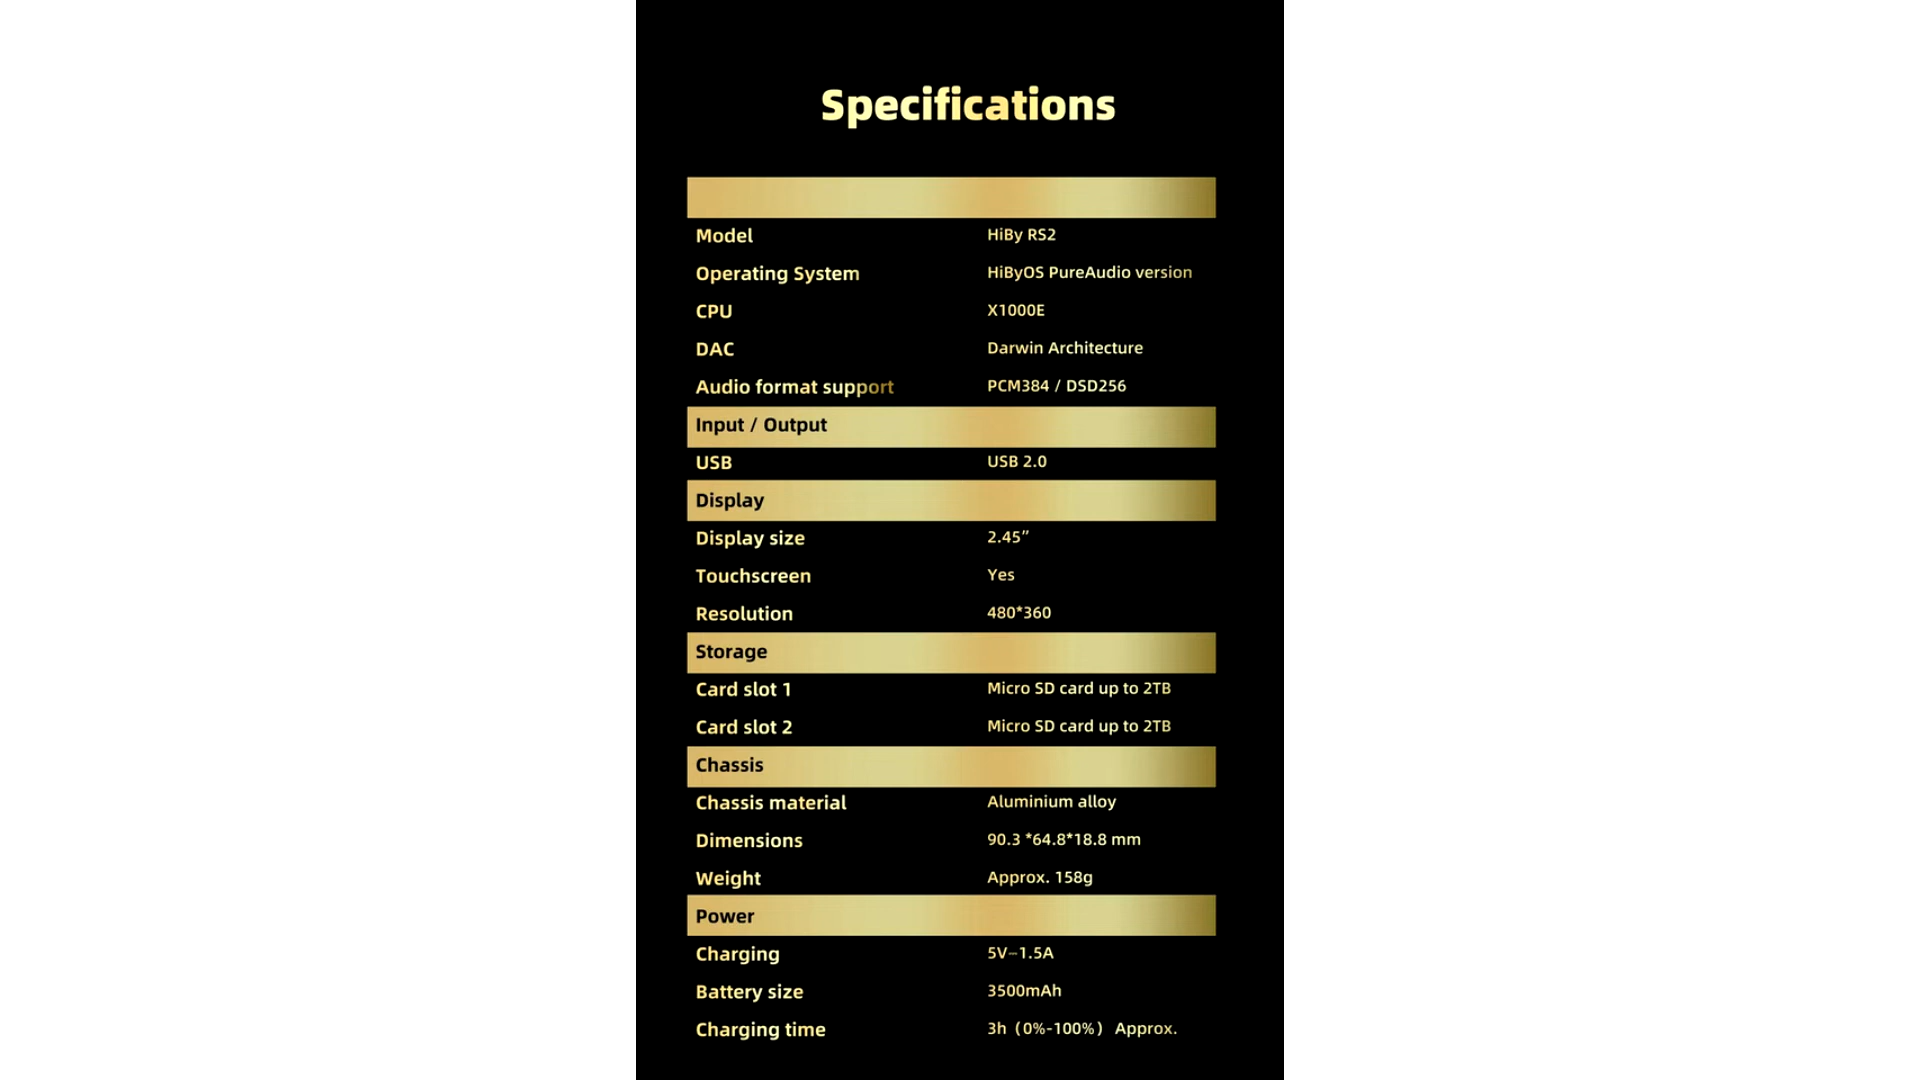 Specifications
Model HiBy RS2
Operating System HiByOS PureAudio version
CPU X1000E
DAC Darwin Architecture
Audio format support PCM384 / DSD256
Input / Output
USB USB 2.0
Display
Display size 2.45”
Touchscreen Yes
Resolution 480*360
Storage
Card slot 1 Micro SD card up to 2TB
Card slot 2 Micro SD card up to 2TB
Chassis
Chassis material Aluminium alloy
Dimensions 90.3 *64.8*18.8 mm
Weight Approx. 158g
Power
Charging 5V⎓1.5A
Battery size 3500mAh
Charging time 3h（0%-100%） Approx.